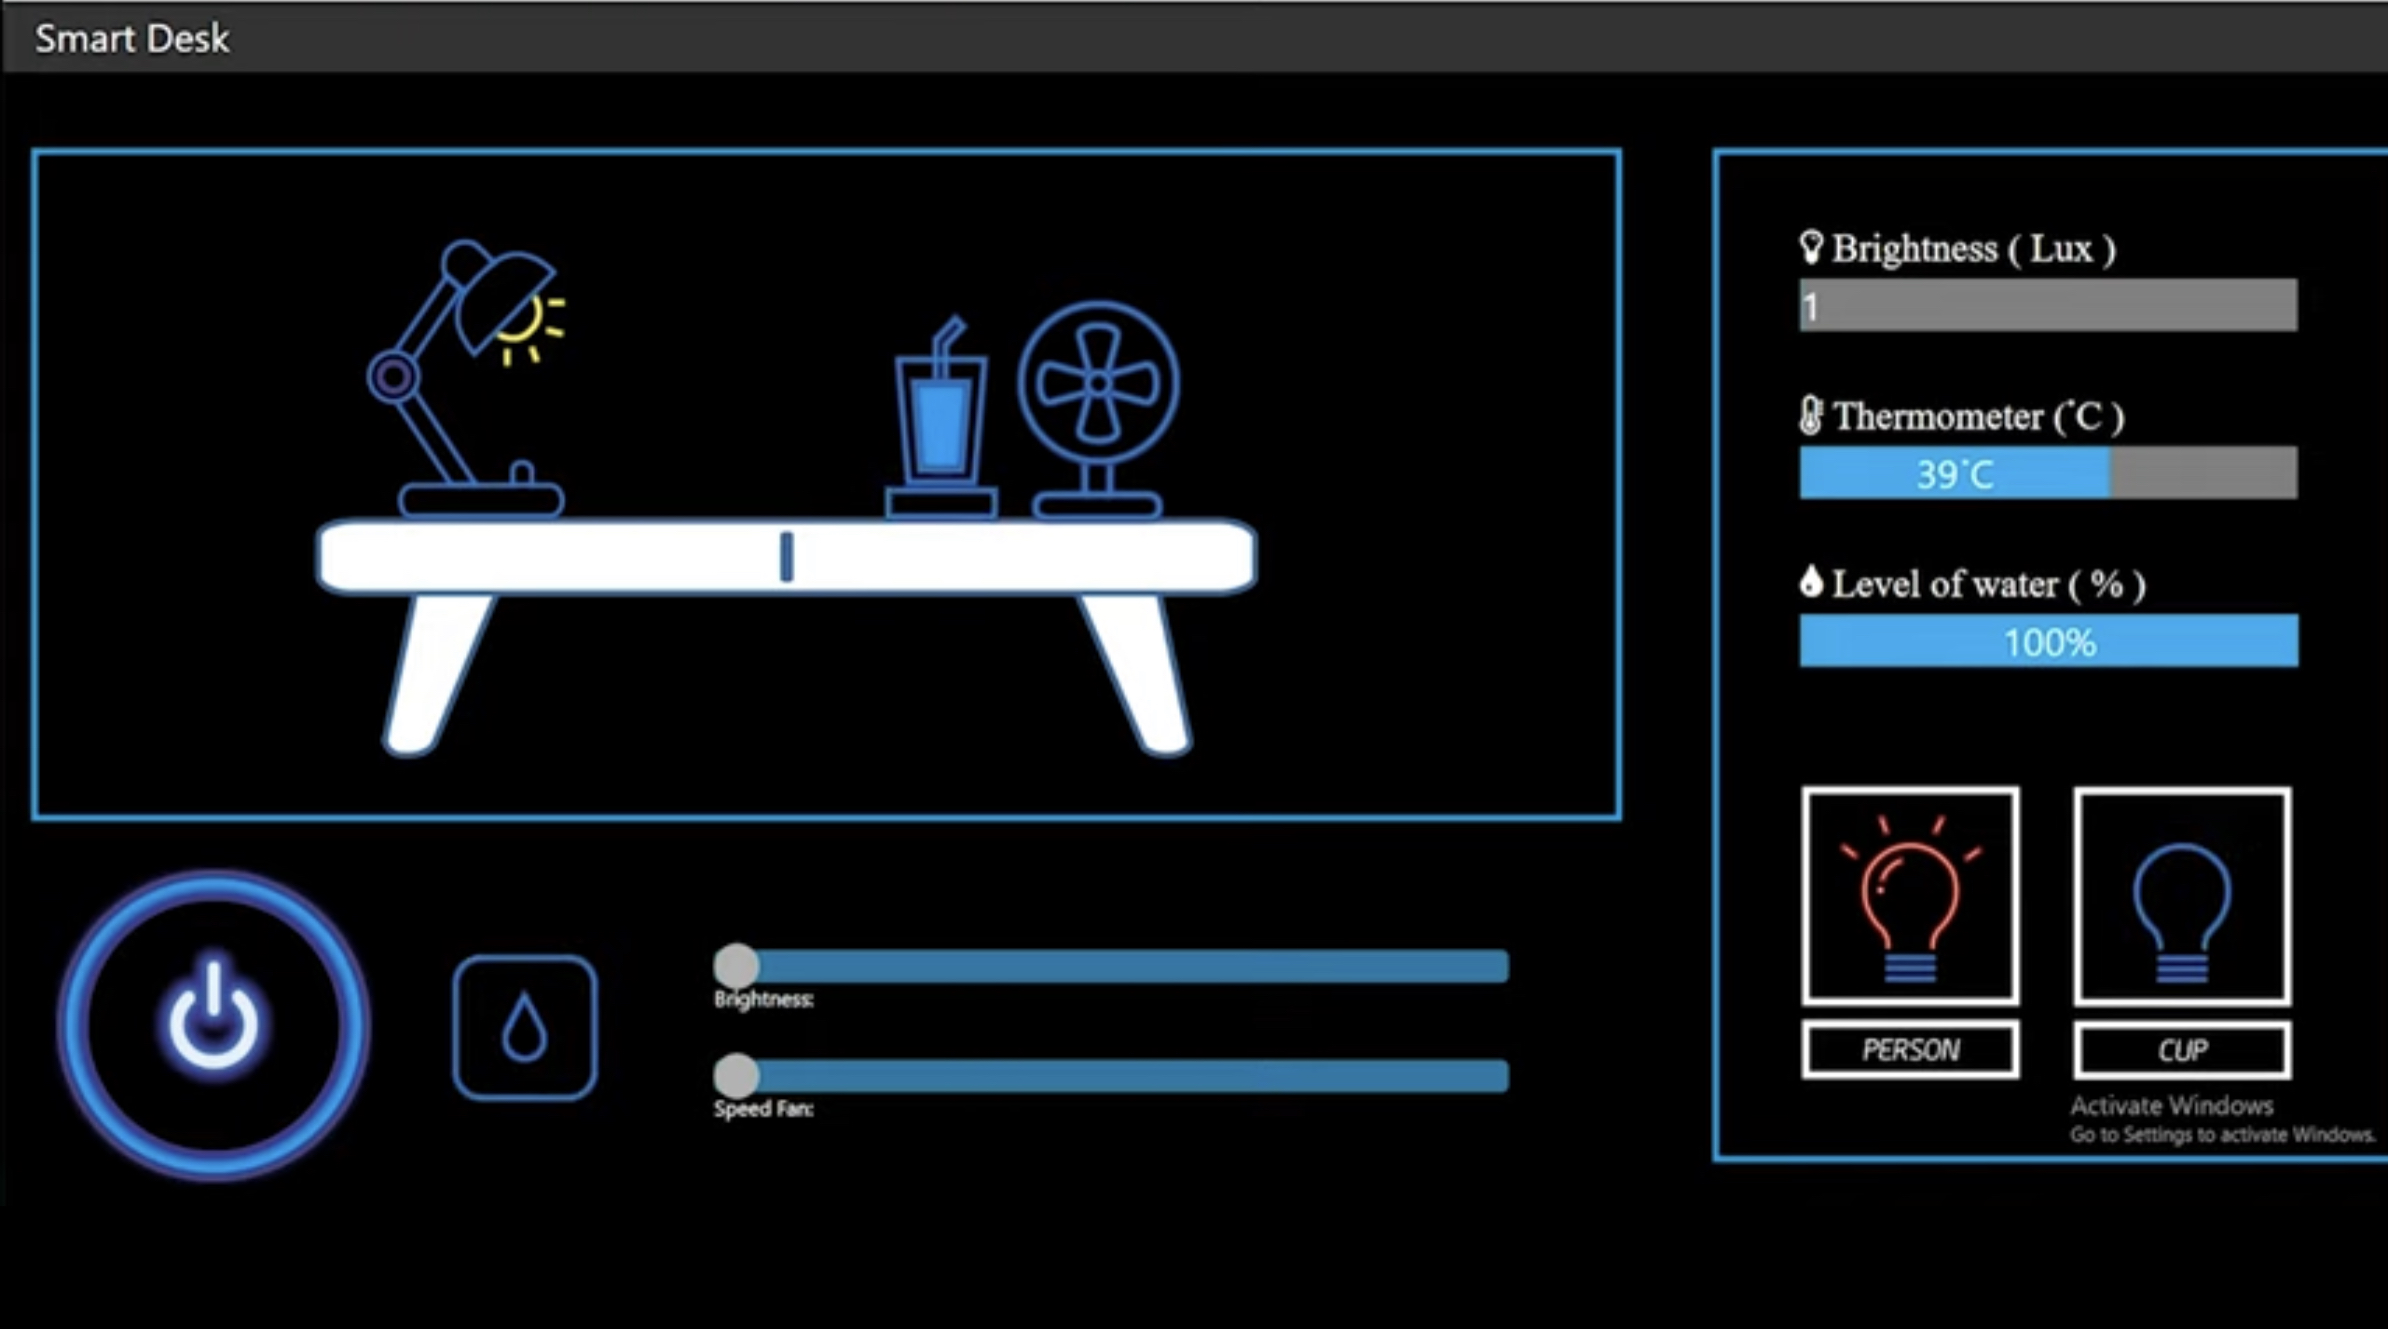 Smart Desk
Brightness ( Lux )
1
Thermometer (°C )
39°C
Level of water ( % )
100%
Brightness:
Speed Fan:
PERSON
CUP
Activate Windows
Go to Settings to activate Windows.